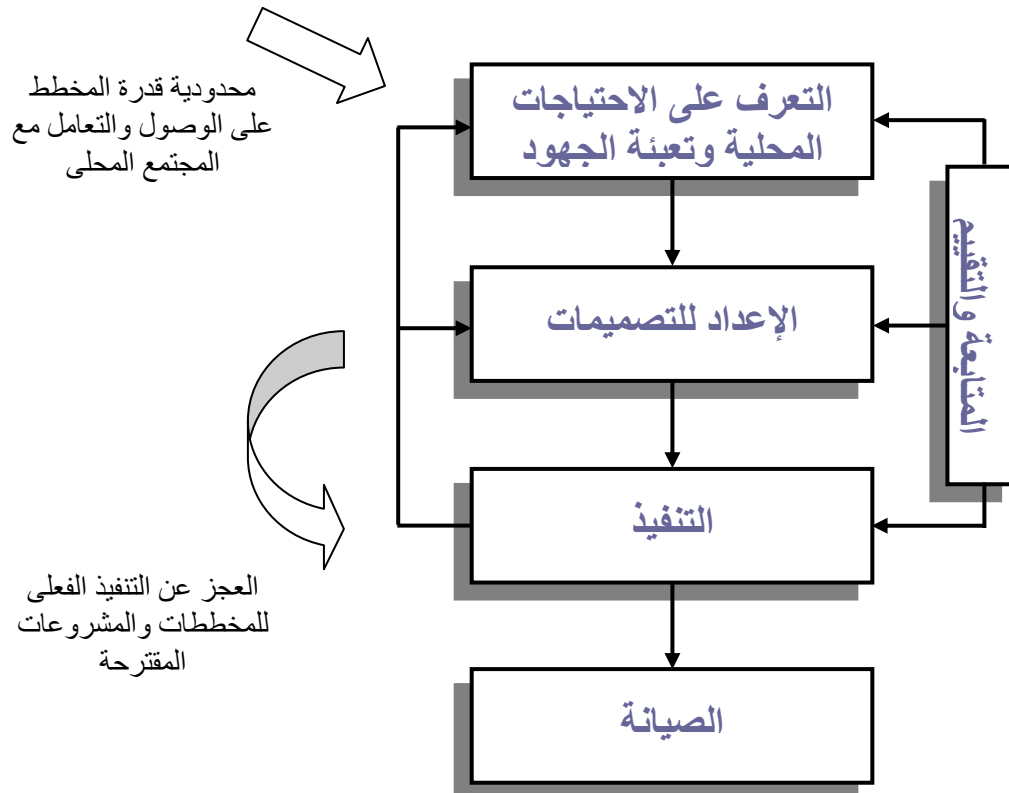 محدودية قدرة المخطط
على الوصول والتعامل مع
المجتمع المحلى
التعرف على الاحتياجات
المحلية وتعبئة الجهود
المتابعة والتقييم
الإعداد للتصميمات
التنفيذ
العجز عن التنفيذ الفعلى
للمخططات والمشروعات
المقترحة
الصيانة